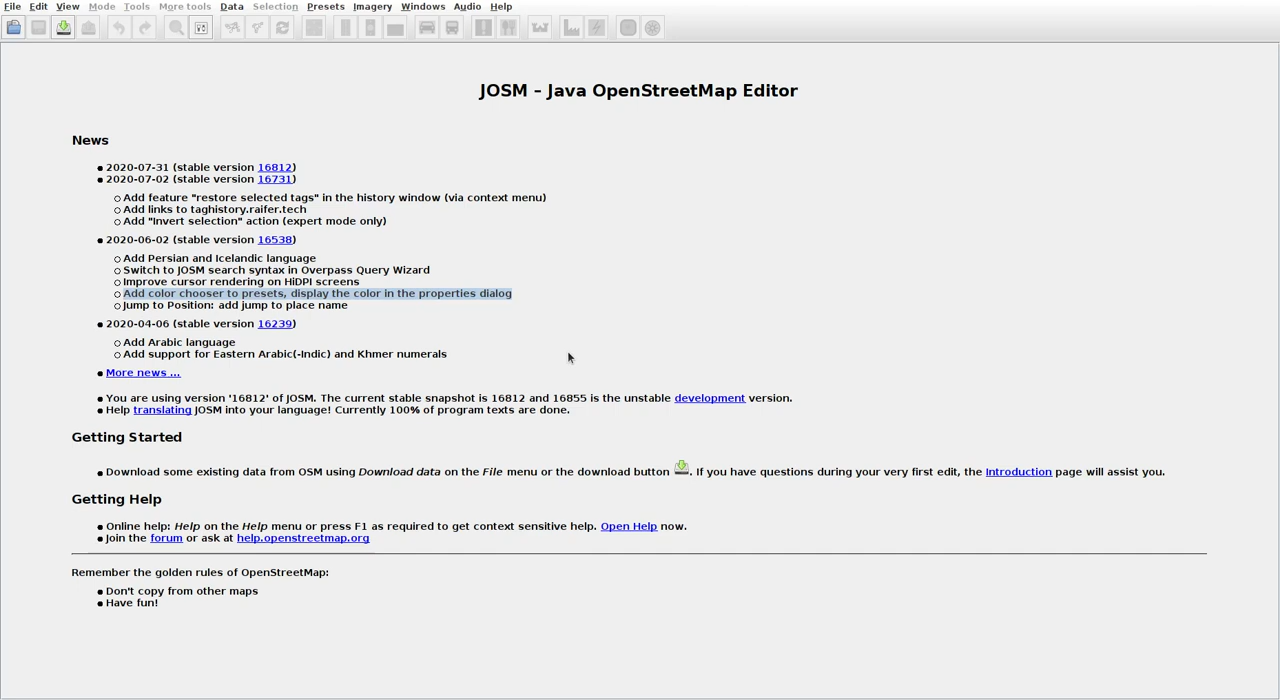 File Edit View Mode Tools More tools Data Selection Presets Imagery Windows Audio Help
JOSM – Java OpenStreetMap Editor
News
2020-07-31 (stable version 16812)
2020-07-02 (stable version 16731)
Add feature "restore selected tags" in the history window (via context menu)
Add links to taghistory.raifer.tech
Add "Invert selection" action (expert mode only)
2020-06-02 (stable version 16538)
Add Persian and Icelandic language
Switch to JOSM search syntax in Overpass Query Wizard
Improve cursor rendering on HiDPI screens
Add color chooser to presets, display the color in the properties dialog
Jump to Position: add jump to place name
2020-04-06 (stable version 16239)
Add Arabic language
Add support for Eastern Arabic(-Indic) and Khmer numerals
More news ...
You are using version '16812' of JOSM. The current stable snapshot is 16812 and 16855 is the unstable development version.
Help translating JOSM into your language! Currently 100% of program texts are done.
Getting Started
Download some existing data from OSM using Download data on the File menu or the download button . If you have questions during your very first edit, the Introduction page will assist you.
Getting Help
Online help: Help on the Help menu or press F1 as required to get context sensitive help. Open Help now.
Join the forum or ask at help.openstreetmap.org
Remember the golden rules of OpenStreetMap:
Don't copy from other maps
Have fun!